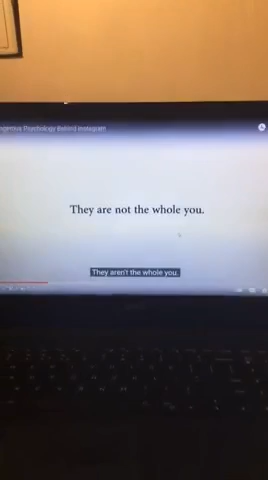 Psychology Behind Instagram
They are not the whole you.
They aren't the whole you.